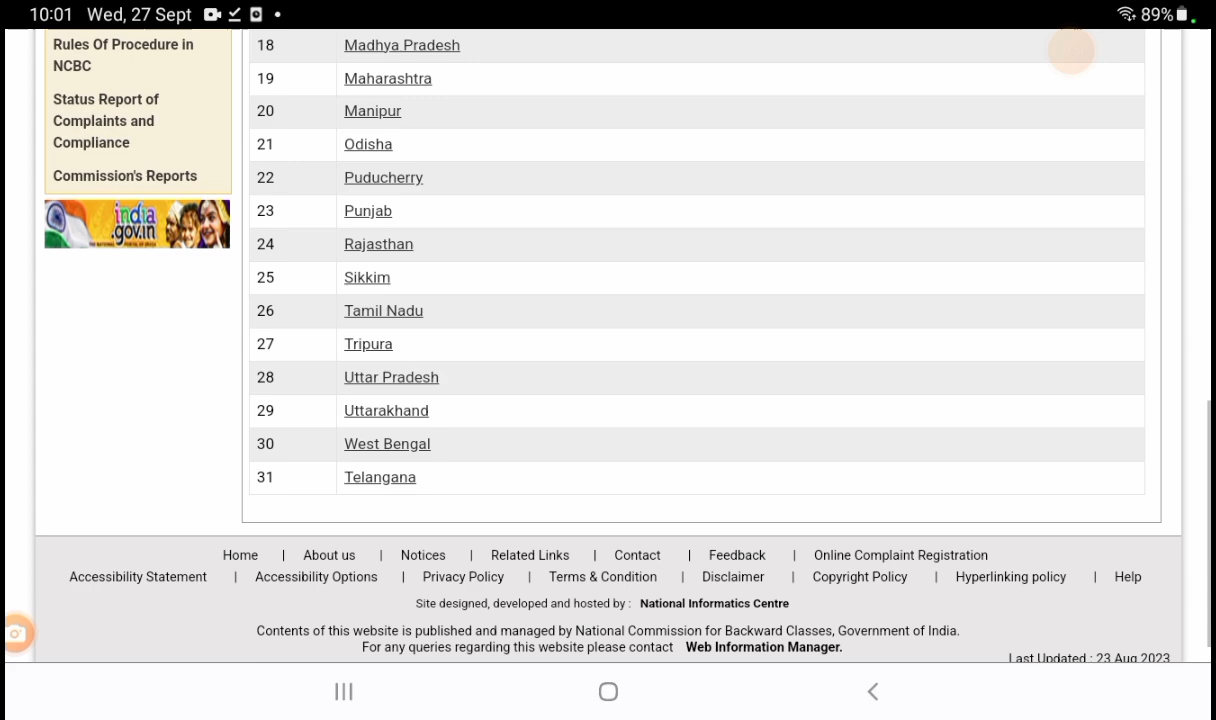 10:01 Wed, 27 Sept
89%
Rules Of Procedure in
NCBC
Status Report of
Complaints and
Compliance
Commission's Reports
india
.gov.in
18 Madhya Pradesh
19 Maharashtra
20 Manipur
21 Odisha
22 Puducherry
23 Punjab
24 Rajasthan
25 Sikkim
26 Tamil Nadu
27 Tripura
28 Uttar Pradesh
29 Uttarakhand
30 West Bengal
31 Telangana
Home | About us | Notices | Related Links | Contact | Feedback | Online Complaint Registration
Accessibility Statement | Accessibility Options | Privacy Policy | Terms & Condition | Disclaimer | Copyright Policy | Hyperlinking policy | Help
Site designed, developed and hosted by : National Informatics Centre
Contents of this website is published and managed by National Commission for Backward Classes, Government of India.
For any queries regarding this website please contact Web Information Manager.
Last Updated : 23 Aug 2023